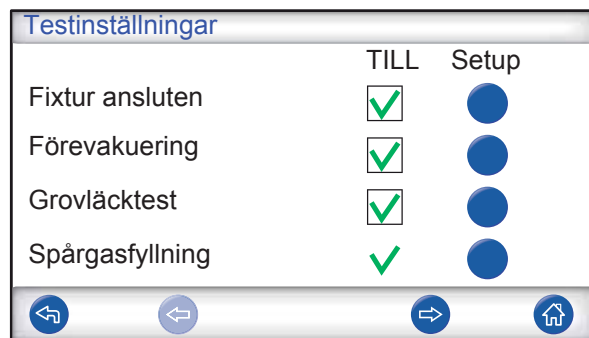 Testinställningar
TILL Setup
Fixtur ansluten
Förevakuering
Grovläcktest
Spårgasfyllning